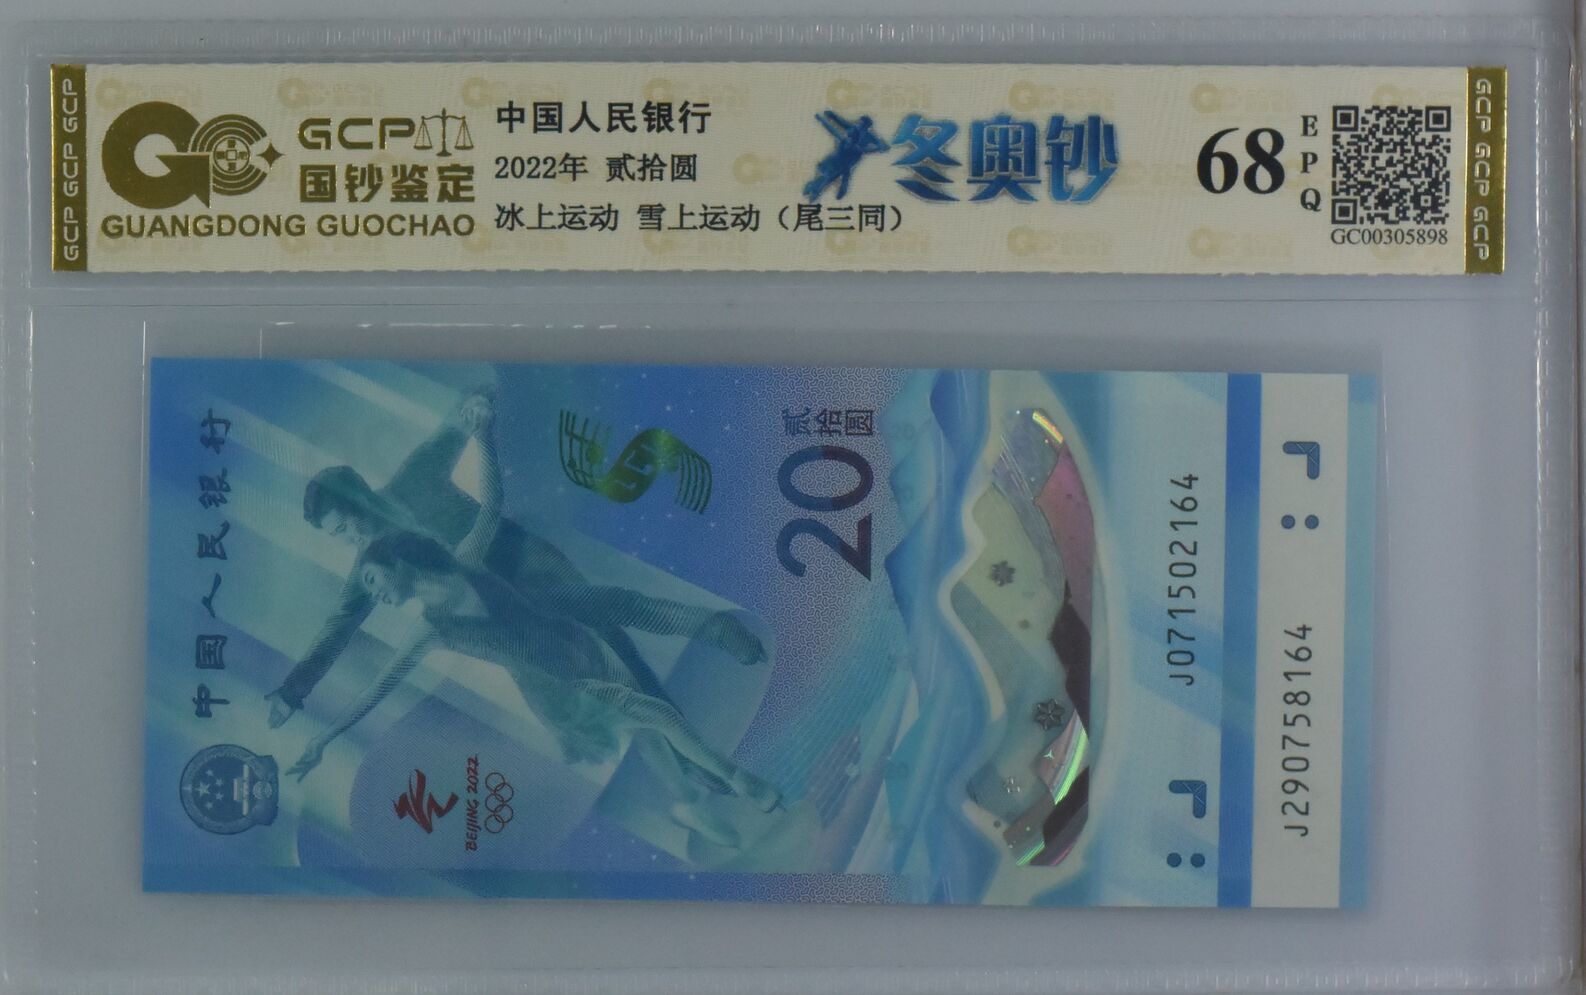 GCP GCP GCP
GCP
国钞鉴定
GUANGDONG GUOCHAO
中国人民银行
2022年 贰拾圆
冰上运动 雪上运动（尾三同）
冬奥钞
68
EPQ
GC00305898
GCP GCP GCP
中国人民银行
BEIJING 2022
贰拾圆
20
J071502164
J290758164